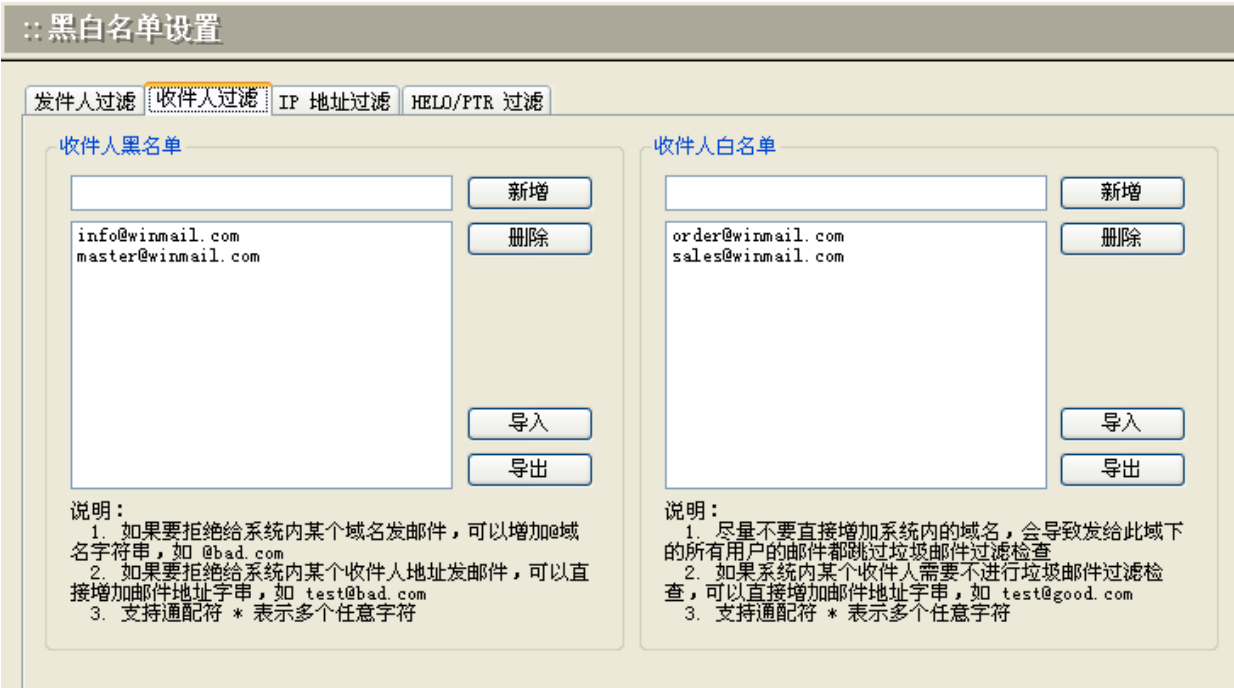 :: 黑白名单设置
发件人过滤 收件人过滤 IP 地址过滤 HELO/PTR 过滤
收件人黑名单
新增
info@winmail.com
master@winmail.com
删除
导入
导出
说明：
1. 如果要拒绝给系统内某个域名发邮件，可以增加@域
名字符串，如 @bad.com
2. 如果要拒绝给系统内某个收件人地址发邮件，可以直
接增加邮件地址字串，如 test@bad.com
3. 支持通配符 * 表示多个任意字符
收件人白名单
新增
order@winmail.com
sales@winmail.com
删除
导入
导出
说明：
1. 尽量不要直接增加系统内的域名，会导致发给此域下
的所有用户的邮件都跳过垃圾邮件过滤检查
2. 如果系统内某个收件人需要不进行垃圾邮件过滤检
查，可以直接增加邮件地址字串，如 test@good.com
3. 支持通配符 * 表示多个任意字符